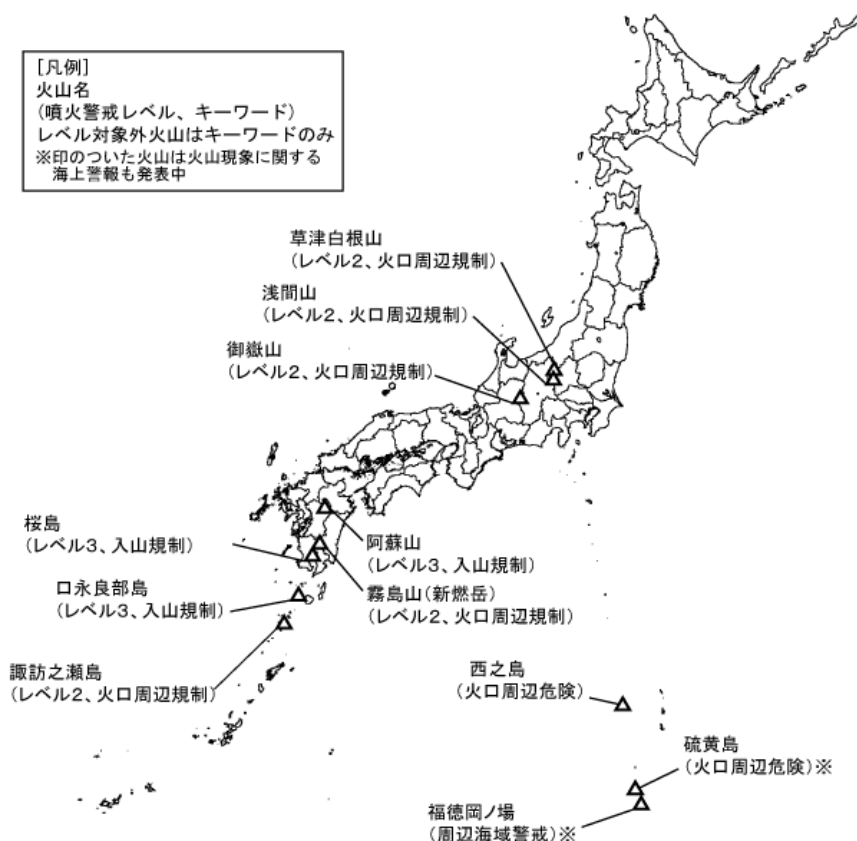 [凡例]
火山名
(噴火警戒レベル、キーワード)
レベル対象外火山はキーワードのみ
※印のついた火山は火山現象に関する
海上警報も発表中
草津白根山
(レベル2、火口周辺規制)
浅間山
(レベル2、火口周辺規制)
御嶽山
(レベル2、火口周辺規制)
桜島
(レベル3、入山規制)
阿蘇山
(レベル3、入山規制)
口永良部島
(レベル3、入山規制)
霧島山(新燃岳)
(レベル2、火口周辺規制)
諏訪之瀬島
(レベル2、火口周辺規制)
西之島
(火口周辺危険)
硫黄島
(火口周辺危険)※
福徳岡ノ場
(周辺海域警戒)※